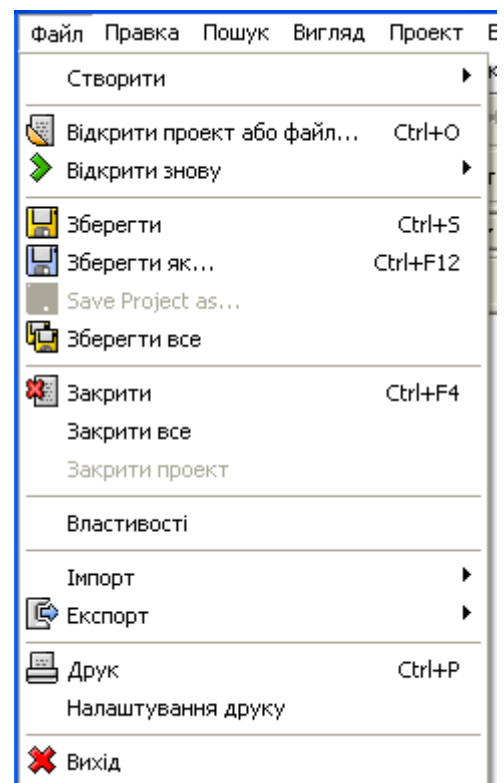 Файл Правка Пошук Вигляд Проект
Створити
Відкрити проект або файл... Ctrl+O
Відкрити знову
Зберегти Ctrl+S
Зберегти як... Ctrl+F12
Save Project as...
Зберегти все
Закрити Ctrl+F4
Закрити все
Закрити проект
Властивості
Імпорт
Експорт
Друк Ctrl+P
Налаштування друку
Вихід